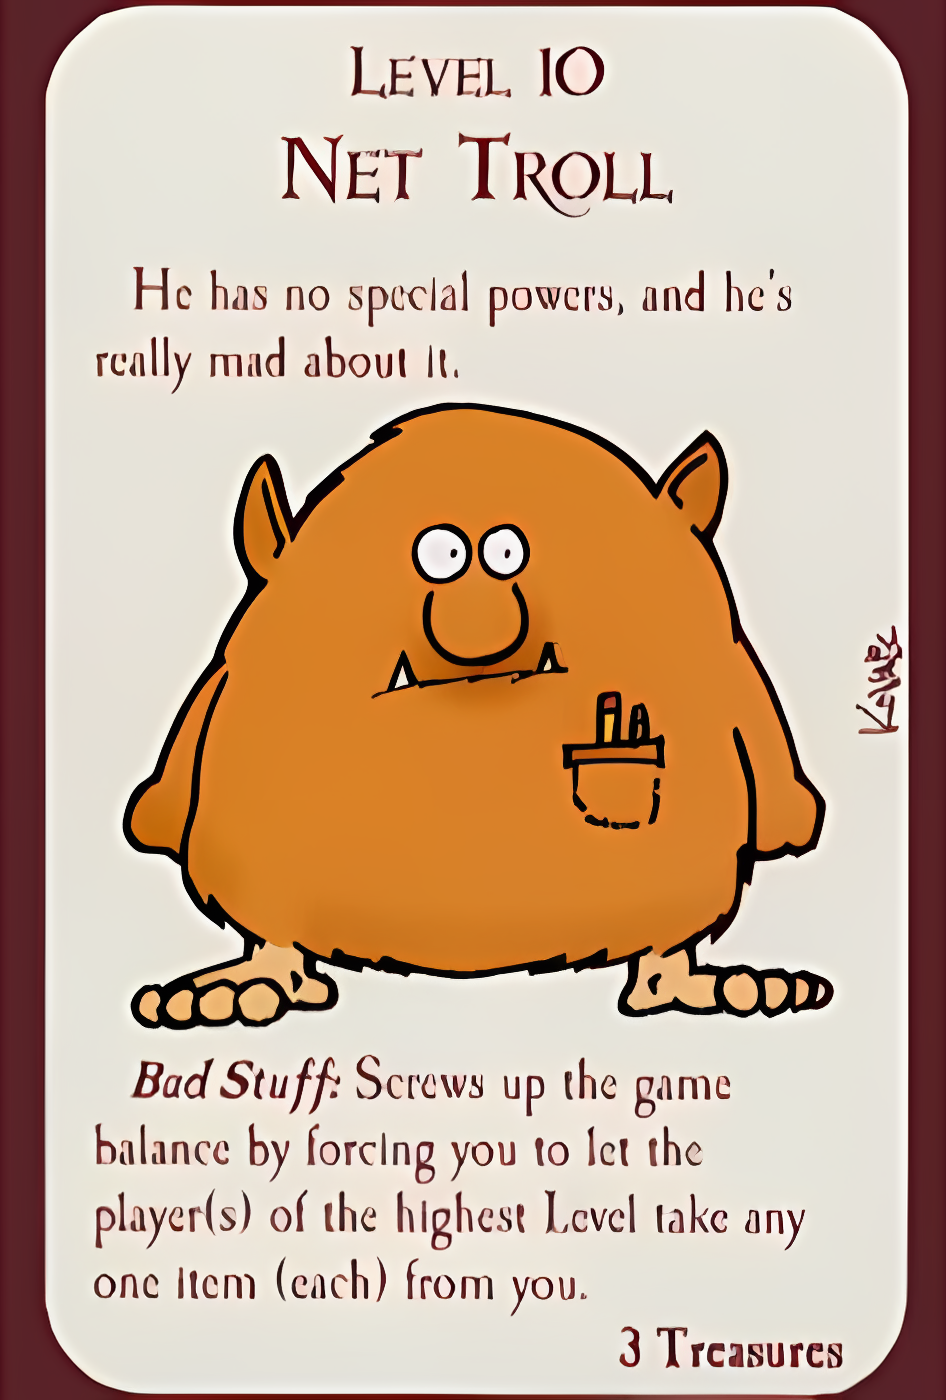 LEVEL 10
NET TROLL
He has no special powers, and he's
really mad about it.
Bad Stuff: Screws up the game
balance by forcing you to let the
player(s) of the highest Level take any
one Item (each) from you.
3 Treasures